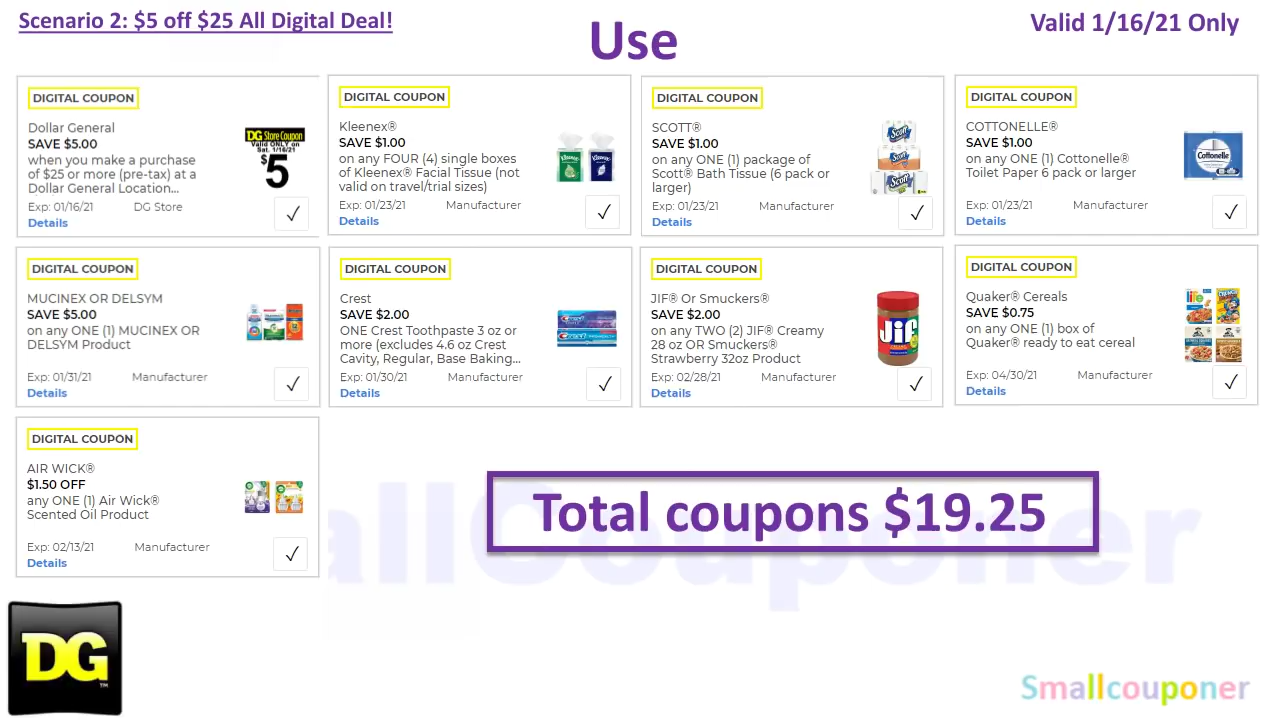 Scenario 2: $5 off $25 All Digital Deal!
Use
Valid 1/16/21 Only
DIGITAL COUPON
Dollar General
SAVE $5.00
when you make a purchase
of $25 or more (pre-tax) at a
Dollar General Location...
Exp: 01/16/21 DG Store
Details
DG Store Coupon
Valid ONLY on
Sat. 1/16/21
$5
✓
DIGITAL COUPON
Kleenex®
SAVE $1.00
on any FOUR (4) single boxes
of Kleenex® Facial Tissue (not
valid on travel/trial sizes)
Exp: 01/23/21 Manufacturer
Details
✓
DIGITAL COUPON
SCOTT®
SAVE $1.00
on any ONE (1) package of
Scott® Bath Tissue (6 pack or
larger)
Exp: 01/23/21 Manufacturer
Details
Scott
Scott
Scott
✓
DIGITAL COUPON
COTTONELLE®
SAVE $1.00
on any ONE (1) Cottonelle®
Toilet Paper 6 pack or larger
Exp: 01/23/21 Manufacturer
Details
Cottonelle
✓
DIGITAL COUPON
MUCINEX OR DELSYM
SAVE $5.00
on any ONE (1) MUCINEX OR
DELSYM Product
Exp: 01/31/21 Manufacturer
Details
✓
DIGITAL COUPON
Crest
SAVE $2.00
ONE Crest Toothpaste 3 oz or
more (excludes 4.6 oz Crest
Cavity, Regular, Base Baking...
Exp: 01/30/21 Manufacturer
Details
Crest
✓
DIGITAL COUPON
JIF® Or Smuckers®
SAVE $2.00
on any TWO (2) JIF® Creamy
28 oz OR Smuckers®
Strawberry 32oz Product
Exp: 02/28/21 Manufacturer
Details
JIF
✓
DIGITAL COUPON
Quaker® Cereals
SAVE $0.75
on any ONE (1) box of
Quaker® ready to eat cereal
Exp: 04/30/21 Manufacturer
Details
life
✓
DIGITAL COUPON
AIR WICK®
$1.50 OFF
any ONE (1) Air Wick®
Scented Oil Product
Exp: 02/13/21 Manufacturer
Details
✓
Total coupons $19.25
allCouponer
DG™
Smallcouponer